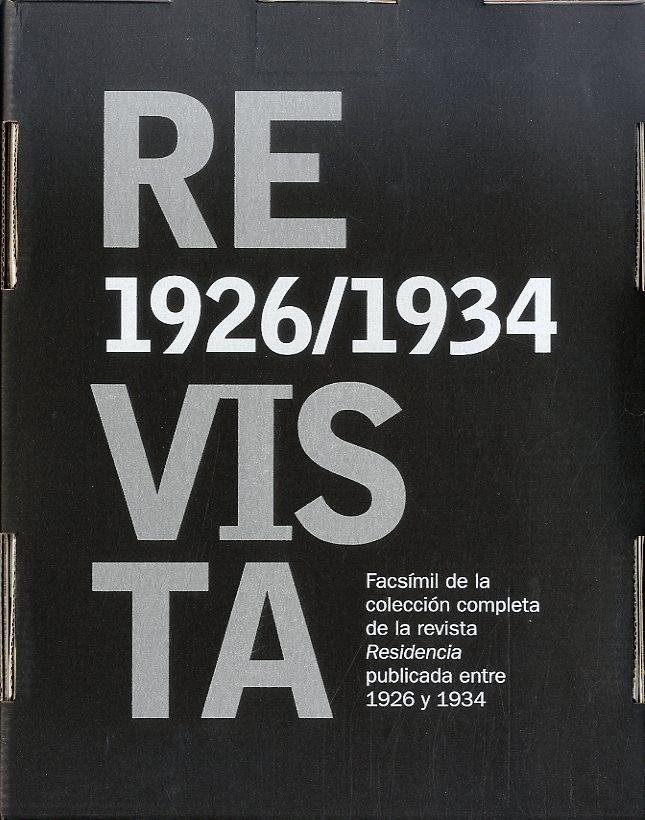 RE
1926/1934
VIS
TA
Facsímil de la
colección completa
de la revista
Residencia
publicada entre
1926 y 1934